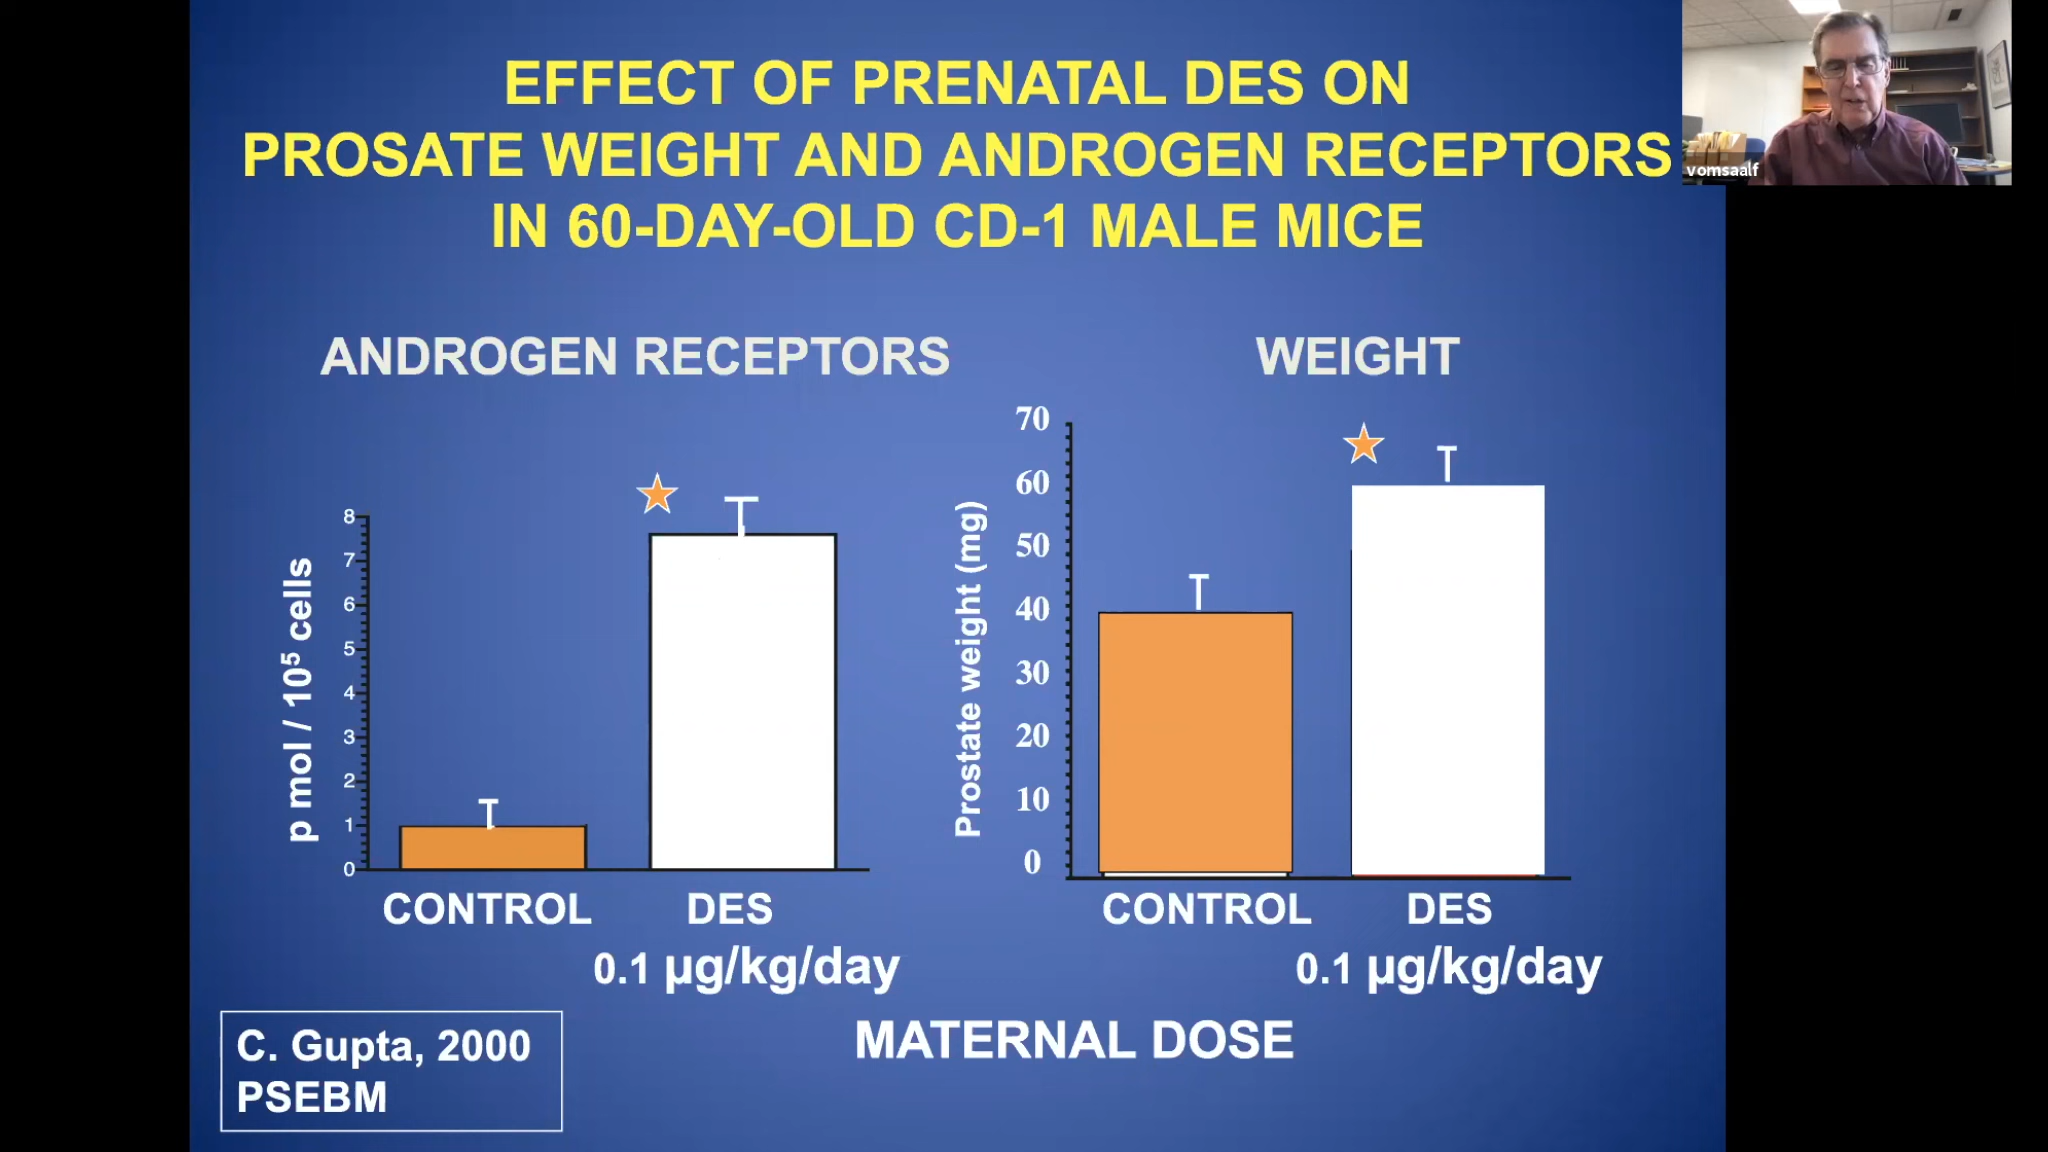 EFFECT OF PRENATAL DES ON
PROSATE WEIGHT AND ANDROGEN RECEPTORS
IN 60-DAY-OLD CD-1 MALE MICE
vomsaalf
ANDROGEN RECEPTORS
p mol / 10⁵ cells
8
7
6
5
4
3
2
1
0
CONTROL DES
0.1 µg/kg/day
WEIGHT
Prostate weight (mg)
70
60
50
40
30
20
10
0
CONTROL DES
0.1 µg/kg/day
MATERNAL DOSE
C. Gupta, 2000
PSEBM